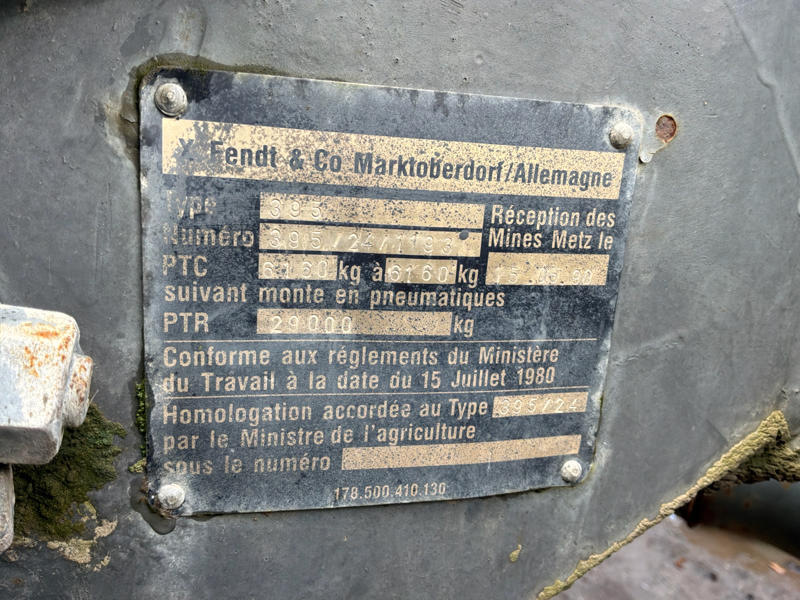 X. Fendt & Co Marktoberdorf/Allemagne
Type 395
Numéro 395/24/1193
Réception des
Mines Metz le
PTC 6160 kg à 6160 kg
suivant monte en pneumatiques
PTR 29000 kg
Conforme aux réglements du Ministère
du Travail à la date du 15 Juillet 1980
Homologation accordée au Type 395/24
par le Ministre de l'agriculture
sous le numéro
178.500.410.130